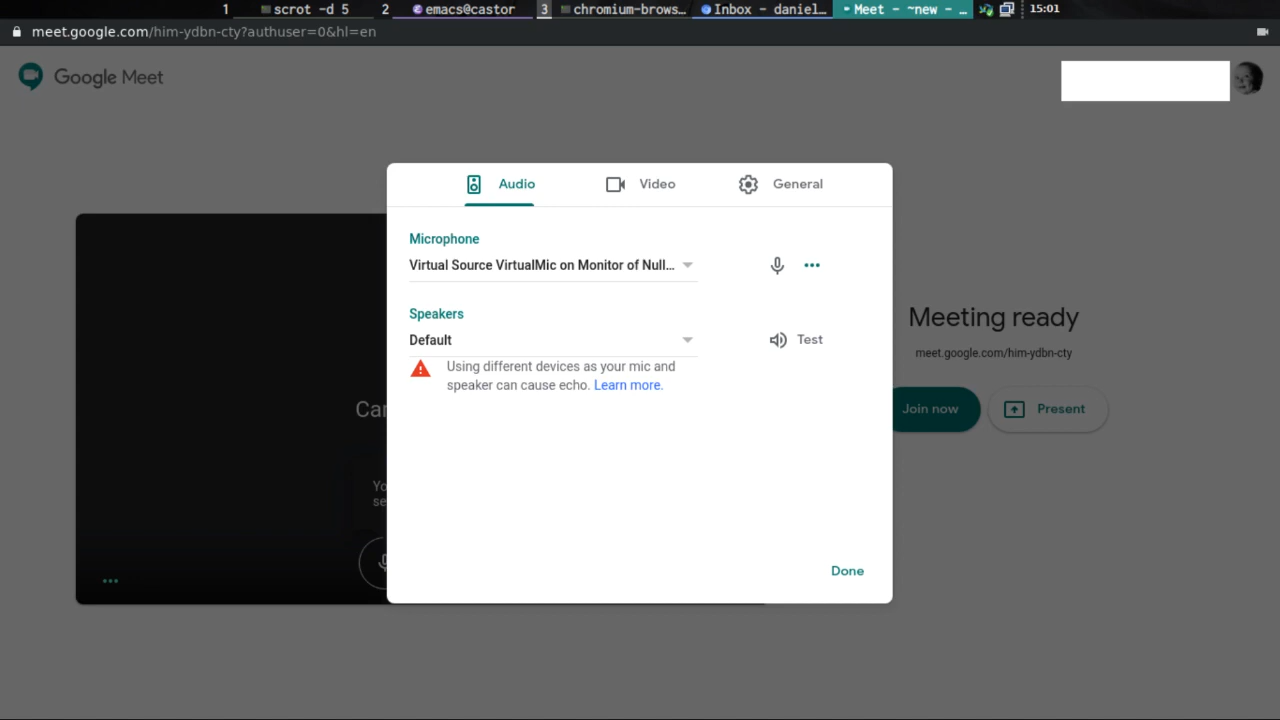 1 scrot -d 5 2 emacs@castor 3 chromium-brows… Inbox - daniel… Meet - ~new - … 15:01
meet.google.com/him-ydbn-cty?authuser=0&hl=en
Google Meet
Audio Video General
Microphone
Virtual Source VirtualMic on Monitor of Null...
Speakers
Default
Test
Using different devices as your mic and
speaker can cause echo. Learn more.
Done
Meeting ready
meet.google.com/him-ydbn-cty
Join now Present